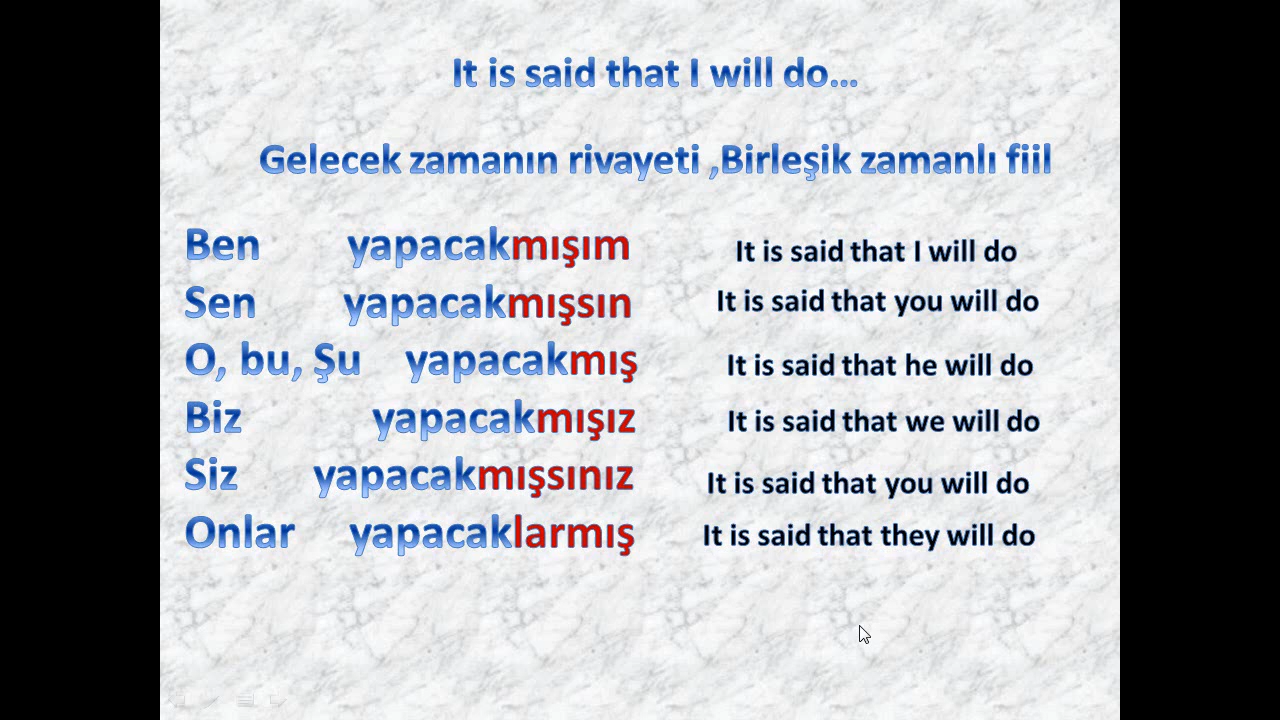 It is said that I will do...
Gelecek zamanın rivayeti ,Birleşik zamanlı fiil
Ben yapacakmışım It is said that I will do
Sen yapacakmışsın It is said that you will do
O, bu, Şu yapacakmış It is said that he will do
Biz yapacakmışız It is said that we will do
Siz yapacakmışsınız It is said that you will do
Onlar yapacaklarmış It is said that they will do